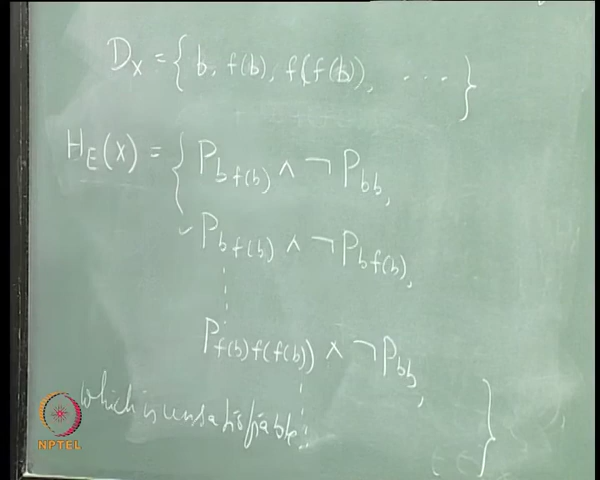 D_x = { b, f(b), f(f(b)), .... }
H_E(x) = { P_{b f(b)} ∧ ¬ P_{bb},
✓ P_{b f(b)} ∧ ¬ P_{b f(b)},
P_{f(b) f(f(b))} ∧ ¬ P_{bb},
which is unsatisfiable. }
NPTEL